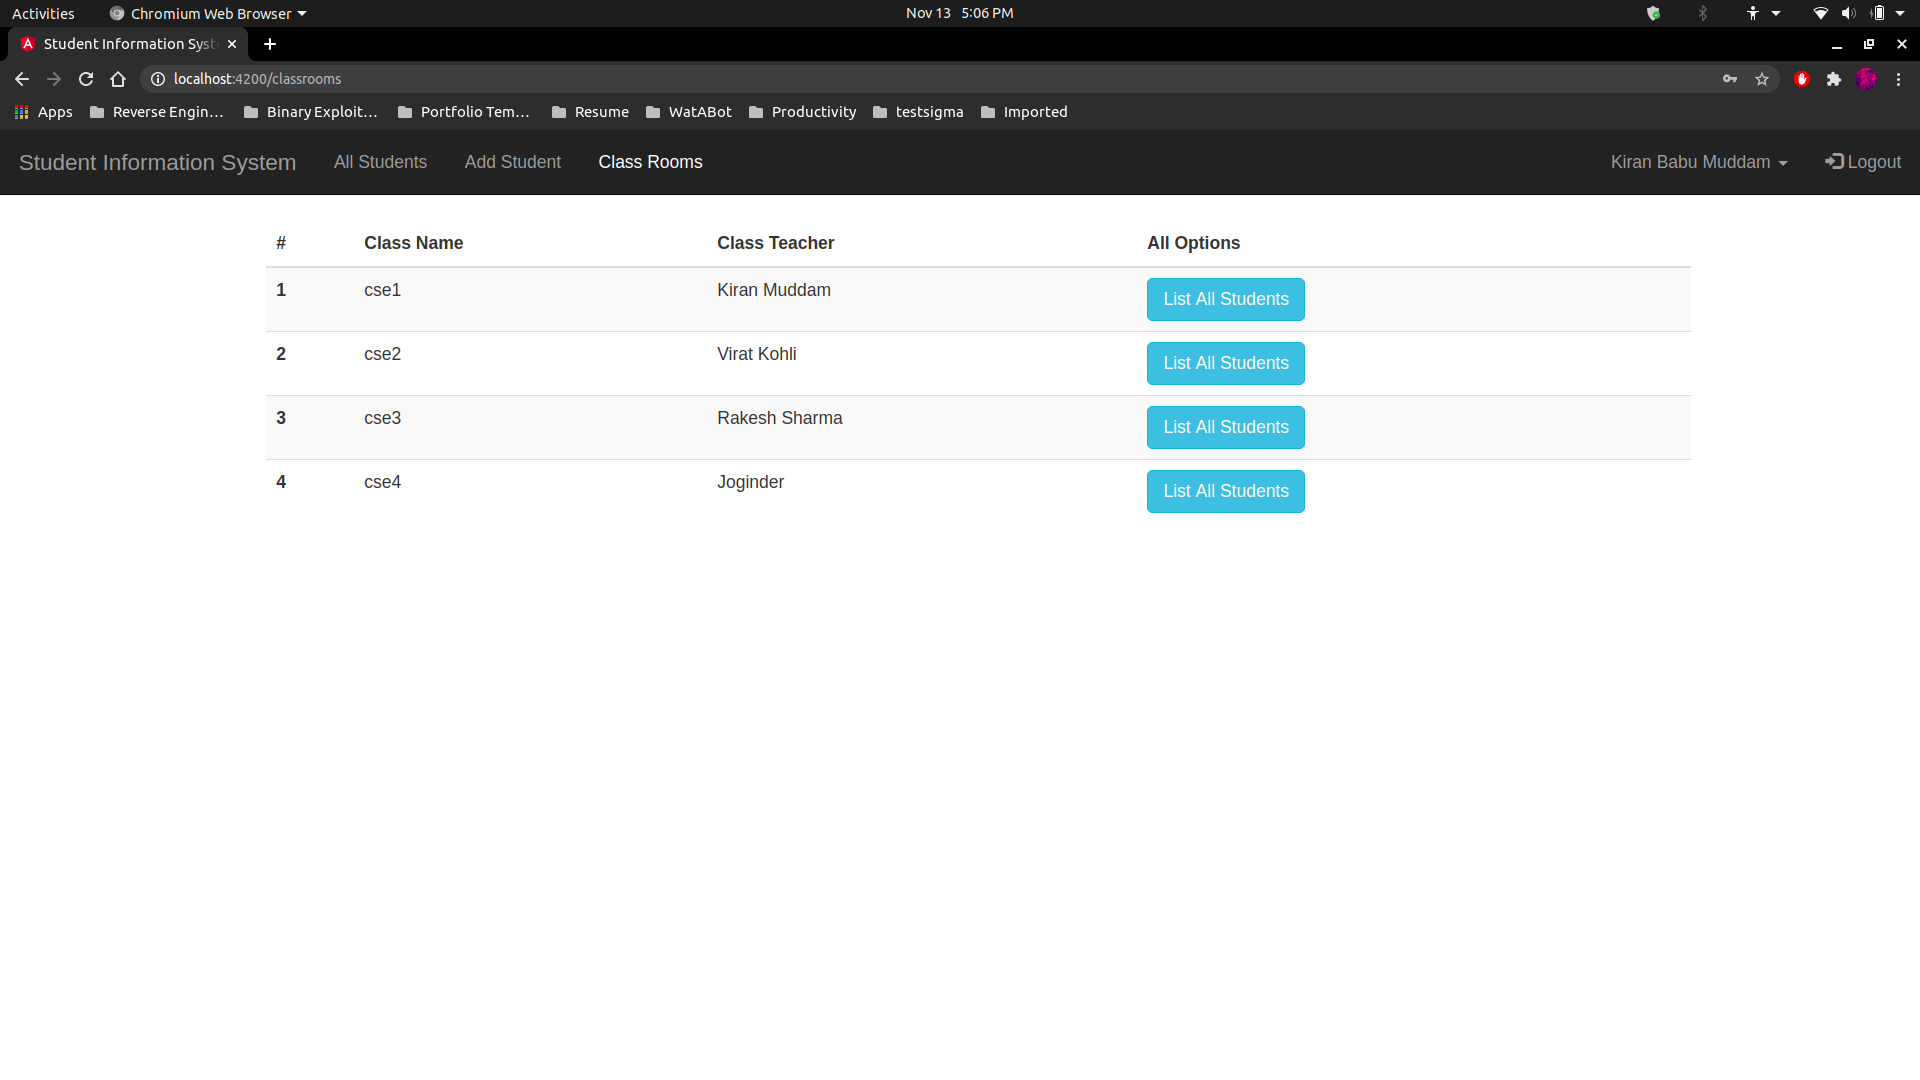 Activities Chromium Web Browser Nov 13 5:06 PM
Student Information Syst
localhost:4200/classrooms
Apps Reverse Engin... Binary Exploit... Portfolio Tem... Resume WatABot Productivity testsigma Imported
Student Information System All Students Add Student Class Rooms Kiran Babu Muddam Logout
# Class Name Class Teacher All Options
1 cse1 Kiran Muddam List All Students
2 cse2 Virat Kohli List All Students
3 cse3 Rakesh Sharma List All Students
4 cse4 Joginder List All Students